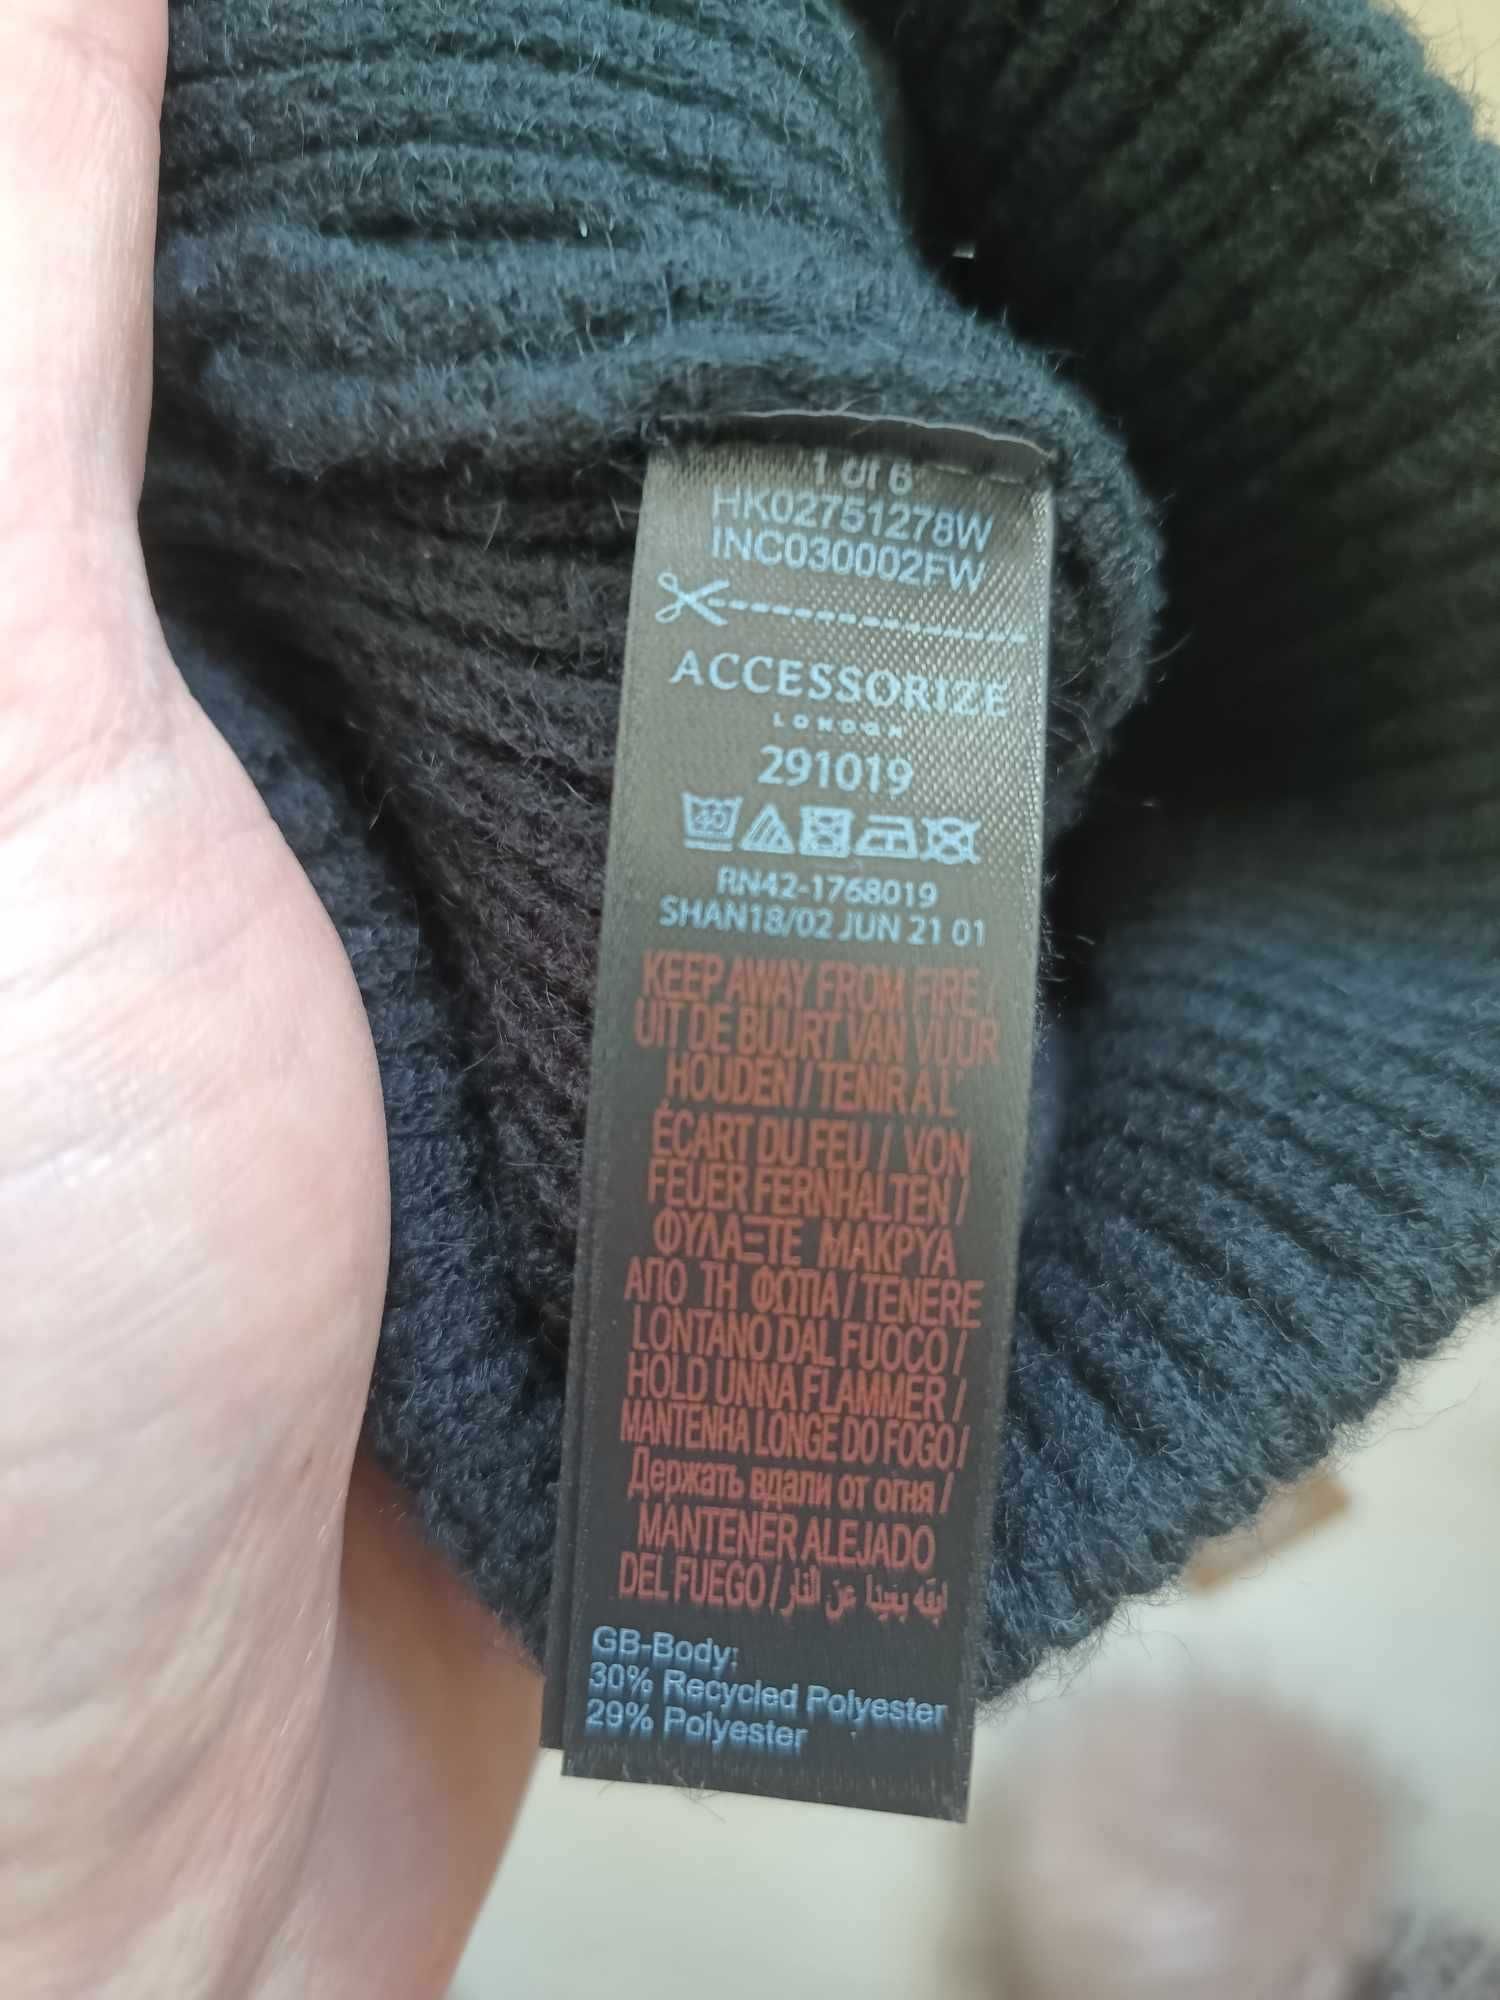 1 of 6
HK02751278W
INC030002FW
ACCESSORIZE
LONDON
291019
40
RN42-1768019
SHAN18/02 JUN 21 01
KEEP AWAY FROM FIRE
UIT DE BUURT VAN VUUR
HOUDEN / TENIR À L'
ÉCART DU FEU / VON
FEUER FERNHALTEN /
ΦΥΛΑΞΤΕ ΜΑΚΡΥΑ
ΑΠΟ ΤΗ ΦΩΤΙΑ / TENERE
LONTANO DAL FUOCO /
HOLD UNNA FLAMMER /
MANTENHA LONGE DO FOGO /
Держать вдали от огня /
MANTENER ALEJADO
DEL FUEGO / ابقه بعيدا عن النار
GB-Body:
30% Recycled Polyester
29% Polyester